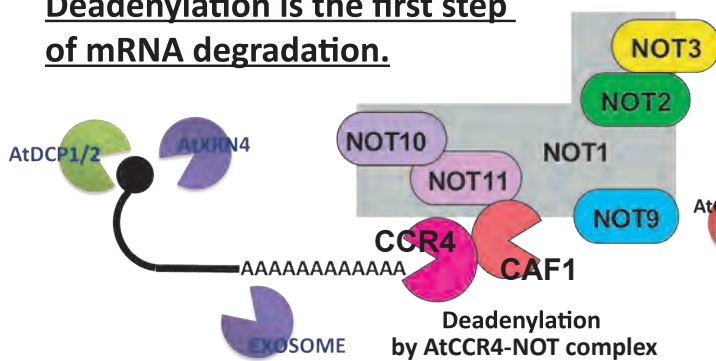 Deadenylation is the first step
of mRNA degradation.
NOT3
NOT2
AtDCP1/2
AtXRN4
NOT10
NOT1
NOT11
NOT9
CCR4
CAF1
AAAAAAAAAAAAA
EXOSOME
Deadenylation
by AtCCR4-NOT complex